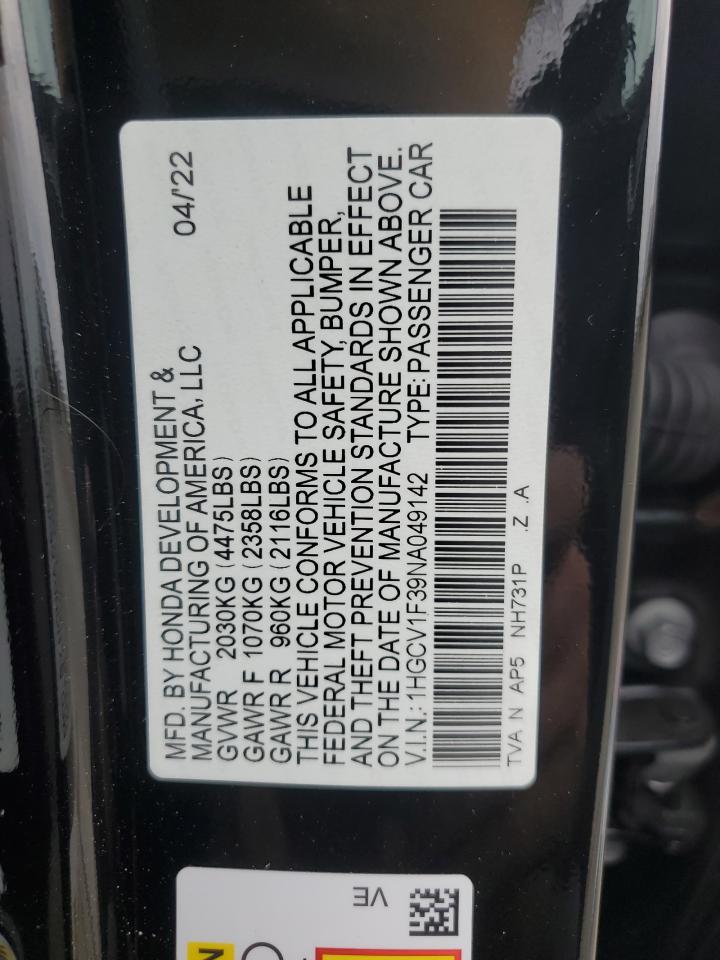 MFD. BY HONDA DEVELOPMENT &
MANUFACTURING OF AMERICA, LLC 04/'22
GVWR 2030KG (4475LBS)
GAWR F 1070KG (2358LBS)
GAWR R 960KG (2116LBS)
THIS VEHICLE CONFORMS TO ALL APPLICABLE
FEDERAL MOTOR VEHICLE SAFETY, BUMPER,
AND THEFT PREVENTION STANDARDS IN EFFECT
ON THE DATE OF MANUFACTURE SHOWN ABOVE.
V.I.N.: 1HGCV1F39NA049142 TYPE: PASSENGER CAR
TVA N AP5 NH731P .Z .A
VE